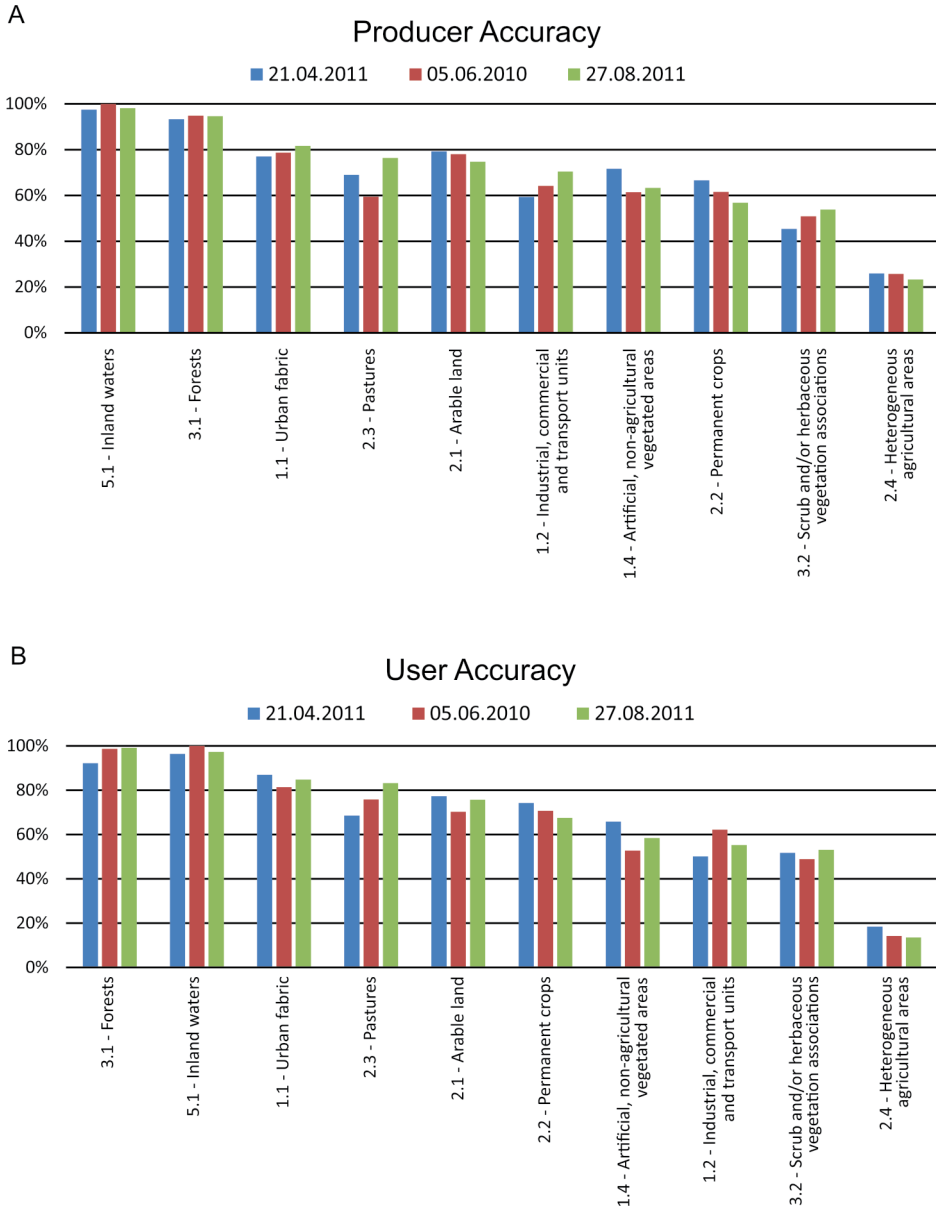 A
Producer Accuracy
21.04.2011 05.06.2010 27.08.2011
100%
80%
60%
40%
20%
0%
5.1 - Inland waters
3.1 - Forests
1.1 - Urban fabric
2.3 - Pastures
2.1 - Arable land
1.2 - Industrial, commercial
and transport units
1.4 - Artificial, non-agricultural
vegetated areas
2.2 - Permanent crops
3.2 - Scrub and/or herbaceous
vegetation associations
2.4 - Heterogeneous
agricultural areas
B
User Accuracy
21.04.2011 05.06.2010 27.08.2011
100%
80%
60%
40%
20%
0%
3.1 - Forests
5.1 - Inland waters
1.1 - Urban fabric
2.3 - Pastures
2.1 - Arable land
2.2 - Permanent crops
1.4 - Artificial, non-agricultural
vegetated areas
1.2 - Industrial, commercial
and transport units
3.2 - Scrub and/or herbaceous
vegetation associations
2.4 - Heterogeneous
agricultural areas